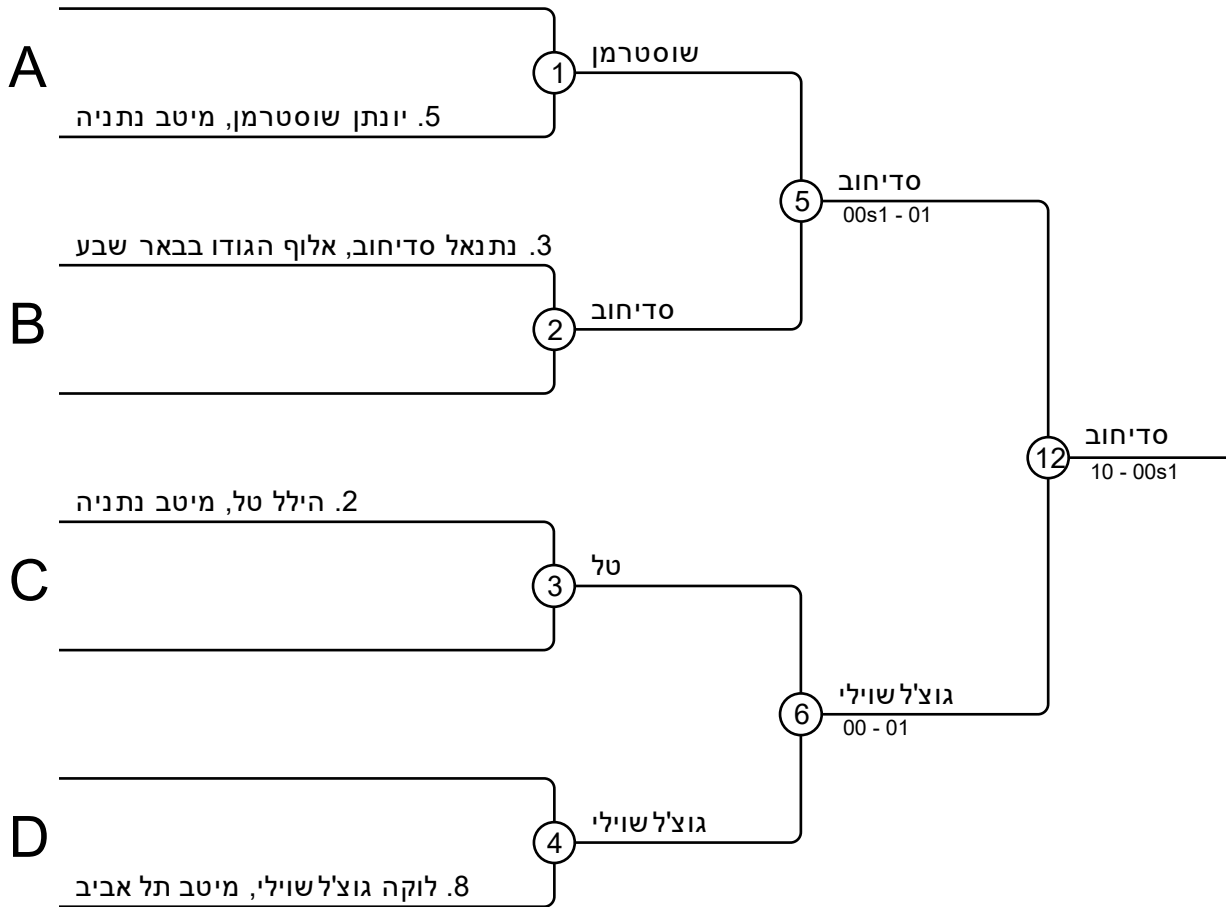 A
1
שוסטרמן
5. יונתן שוסטרמן, מיטב נתניה
5
סדיחוב
00s1 - 01
3. נתנאל סדיחוב, אלוף הגודו בבאר שבע
B
2
סדיחוב
12
סדיחוב
10 - 00s1
2. הילל טל, מיטב נתניה
C
3
טל
6
גוצ'לשוילי
00 - 01
D
4
גוצ'לשוילי
8. לוקה גוצ'לשוילי, מיטב תל אביב